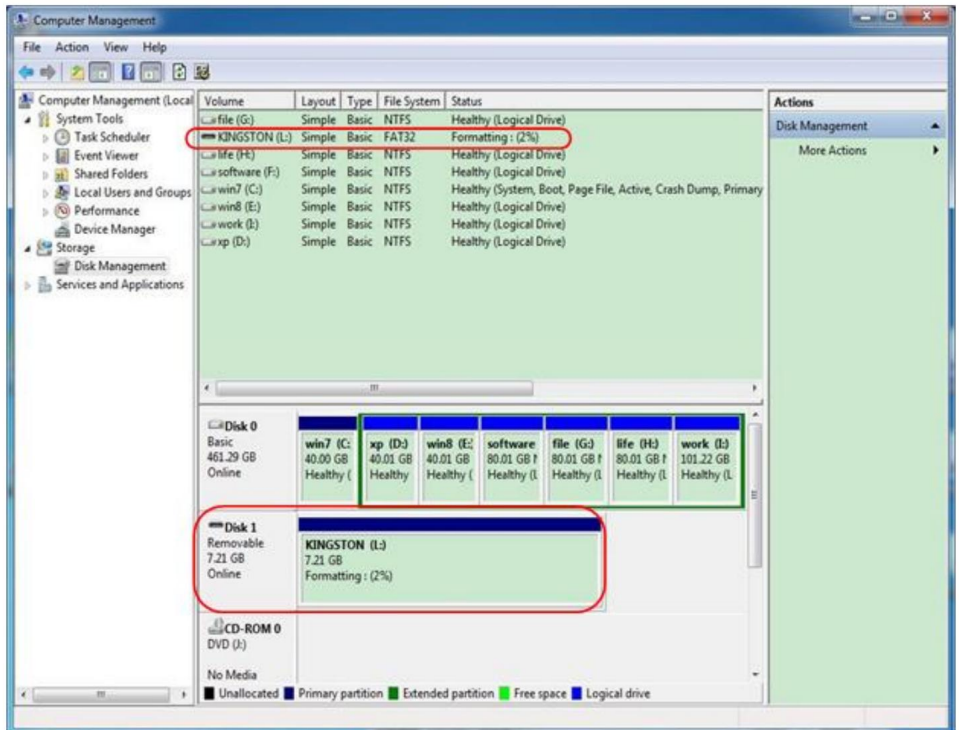 Computer Management
File Action View Help
Computer Management (Local
System Tools
Task Scheduler
Event Viewer
Shared Folders
Local Users and Groups
Performance
Device Manager
Storage
Disk Management
Services and Applications
Volume Layout Type File System Status
file (G:) Simple Basic NTFS Healthy (Logical Drive)
KINGSTON (L:) Simple Basic FAT32 Formatting : (2%)
life (H:) Simple Basic NTFS Healthy (Logical Drive)
software (F:) Simple Basic NTFS Healthy (Logical Drive)
win7 (C:) Simple Basic NTFS Healthy (System, Boot, Page File, Active, Crash Dump, Primary
win8 (E:) Simple Basic NTFS Healthy (Logical Drive)
work (I:) Simple Basic NTFS Healthy (Logical Drive)
xp (D:) Simple Basic NTFS Healthy (Logical Drive)
Actions
Disk Management
More Actions
Disk 0
Basic
461.29 GB
Online
win7 (C:
40.00 GB
Healthy (
xp (D:)
40.01 GB
Healthy
win8 (E:
40.01 GB
Healthy (
software
80.01 GB
Healthy (L
file (G:)
80.01 GB
Healthy (L
life (H:)
80.01 GB
Healthy (L
work (I:)
101.22 GB
Healthy (L
Disk 1
Removable
7.21 GB
Online
KINGSTON (L:)
7.21 GB
Formatting : (2%)
CD-ROM 0
DVD (J:)
No Media
Unallocated Primary partition Extended partition Free space Logical drive